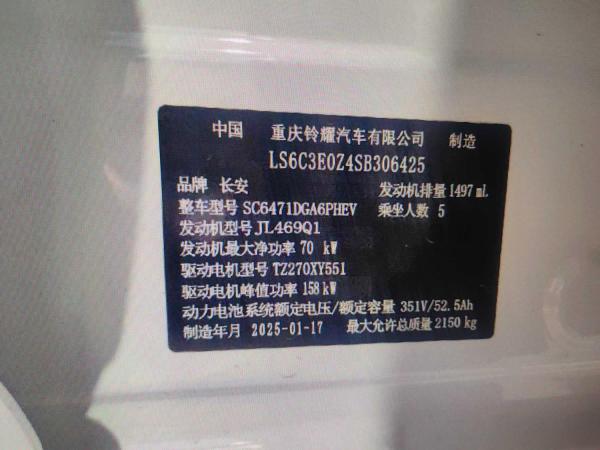 中国 重庆铃耀汽车有限公司 制造
LS6C3E0Z4SB306425
品牌 长安 发动机排量 1497 mL
整车型号 SC6471DGA6PHEV 乘坐人数 5
发动机型号 JL469Q1
发动机最大净功率 70 kW
驱动电机型号 TZ270XY551
驱动电机峰值功率 158 kW
动力电池系统额定电压/额定容量 351V/52.5Ah
制造年月 2025-01-17 最大允许总质量 2150 kg